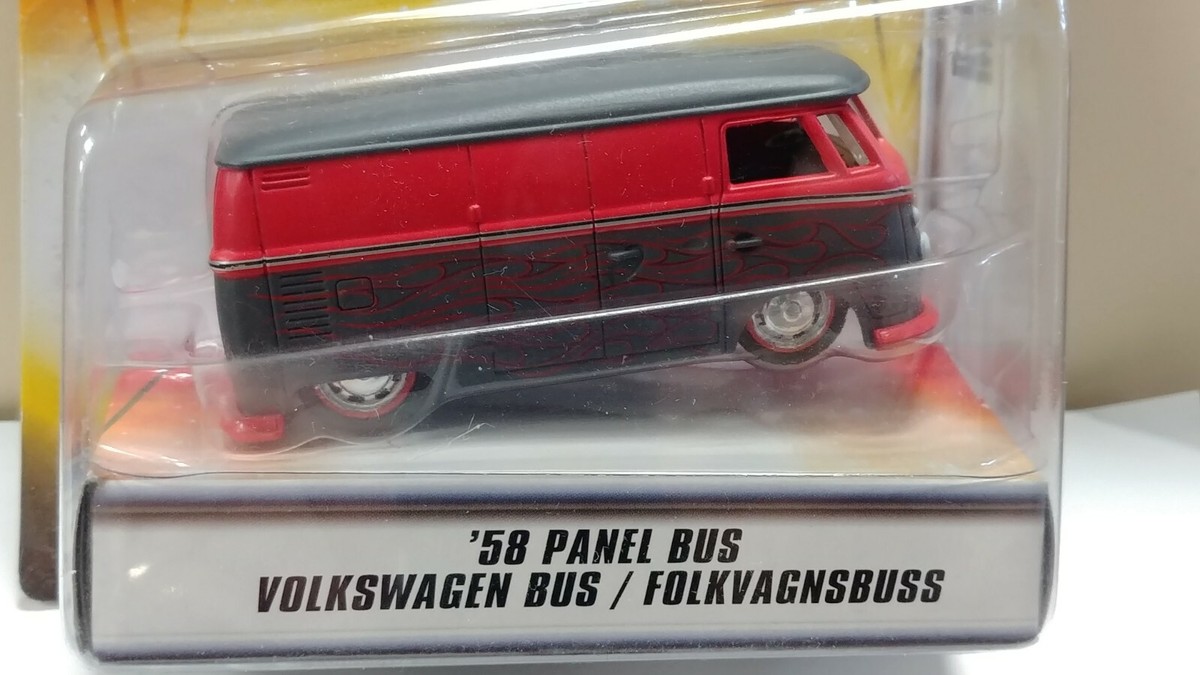 '58 PANEL BUS
VOLKSWAGEN BUS / FOLKVAGNSBUSS